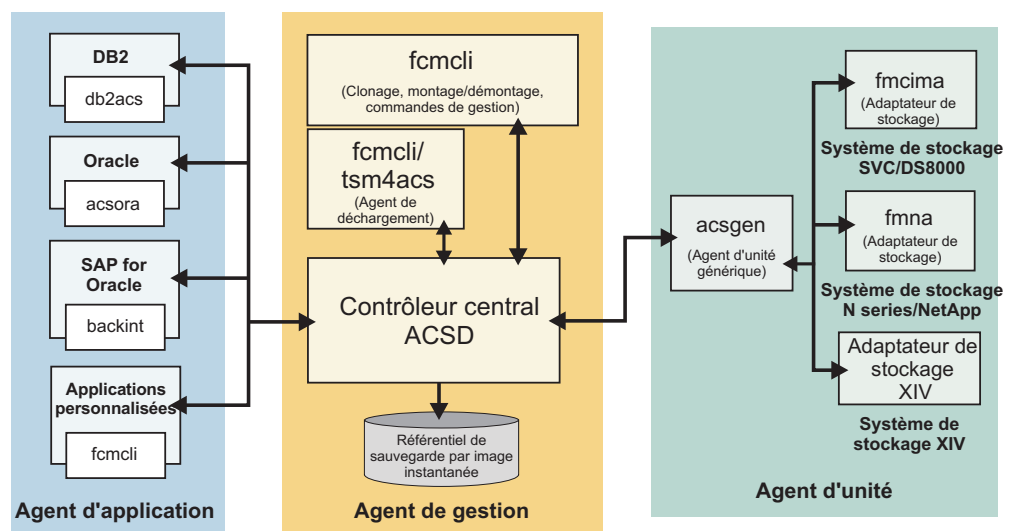 DB2
db2acs
Oracle
acsora
SAP for
Oracle
backint
Applications
personnalisées
fcmcli
Agent d'application
fcmcli
(Clonage, montage/démontage,
commandes de gestion)
fcmcli/
tsm4acs
(Agent de
déchargement)
Contrôleur central
ACSD
Référentiel de
sauvegarde par image
instantanée
Agent de gestion
acsgen
(Agent d'unité
générique)
fmcima
(Adaptateur de
stockage)
Système de stockage
SVC/DS8000
fmna
(Adaptateur de
stockage)
Système de stockage
N series/NetApp
Adaptateur de
stockage
XIV
Système de
stockage XIV
Agent d'unité